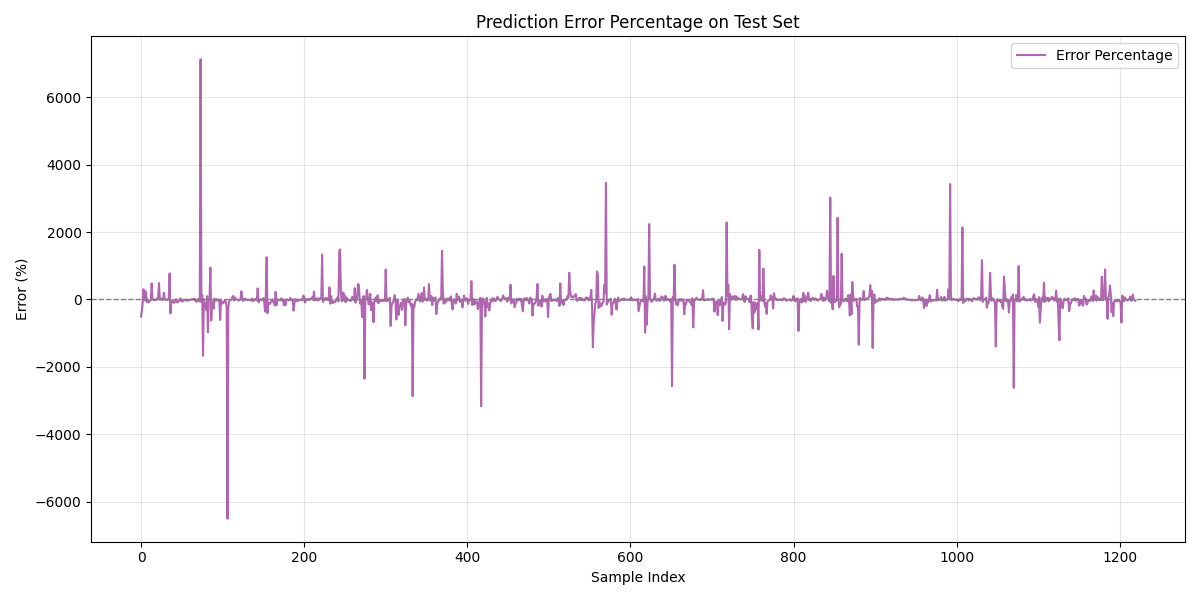 Prediction Error Percentage on Test Set
Error Percentage
6000
4000
2000
0
−2000
−4000
−6000
Error (%)
0 200 400 600 800 1000 1200
Sample Index